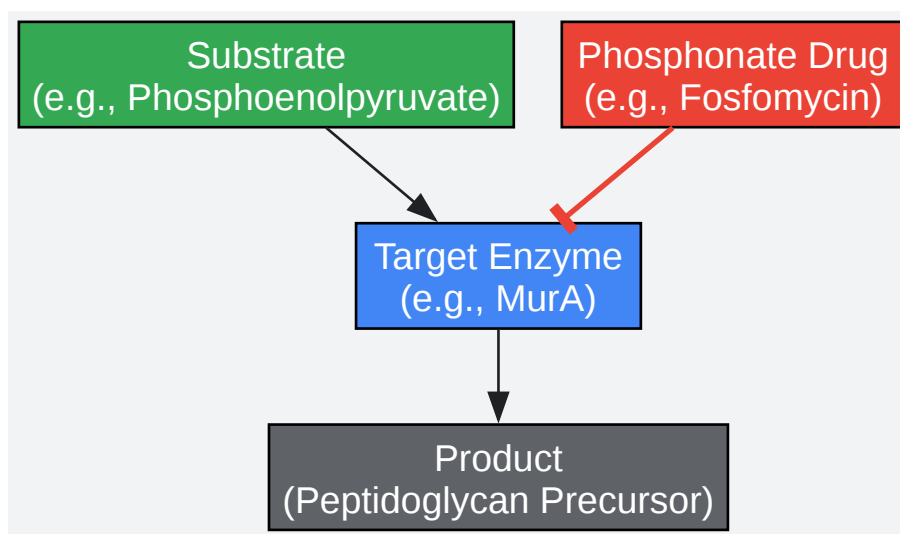 Substrate
(e.g., Phosphoenolpyruvate)
Phosphonate Drug
(e.g., Fosfomycin)
Target Enzyme
(e.g., MurA)
Product
(Peptidoglycan Precursor)